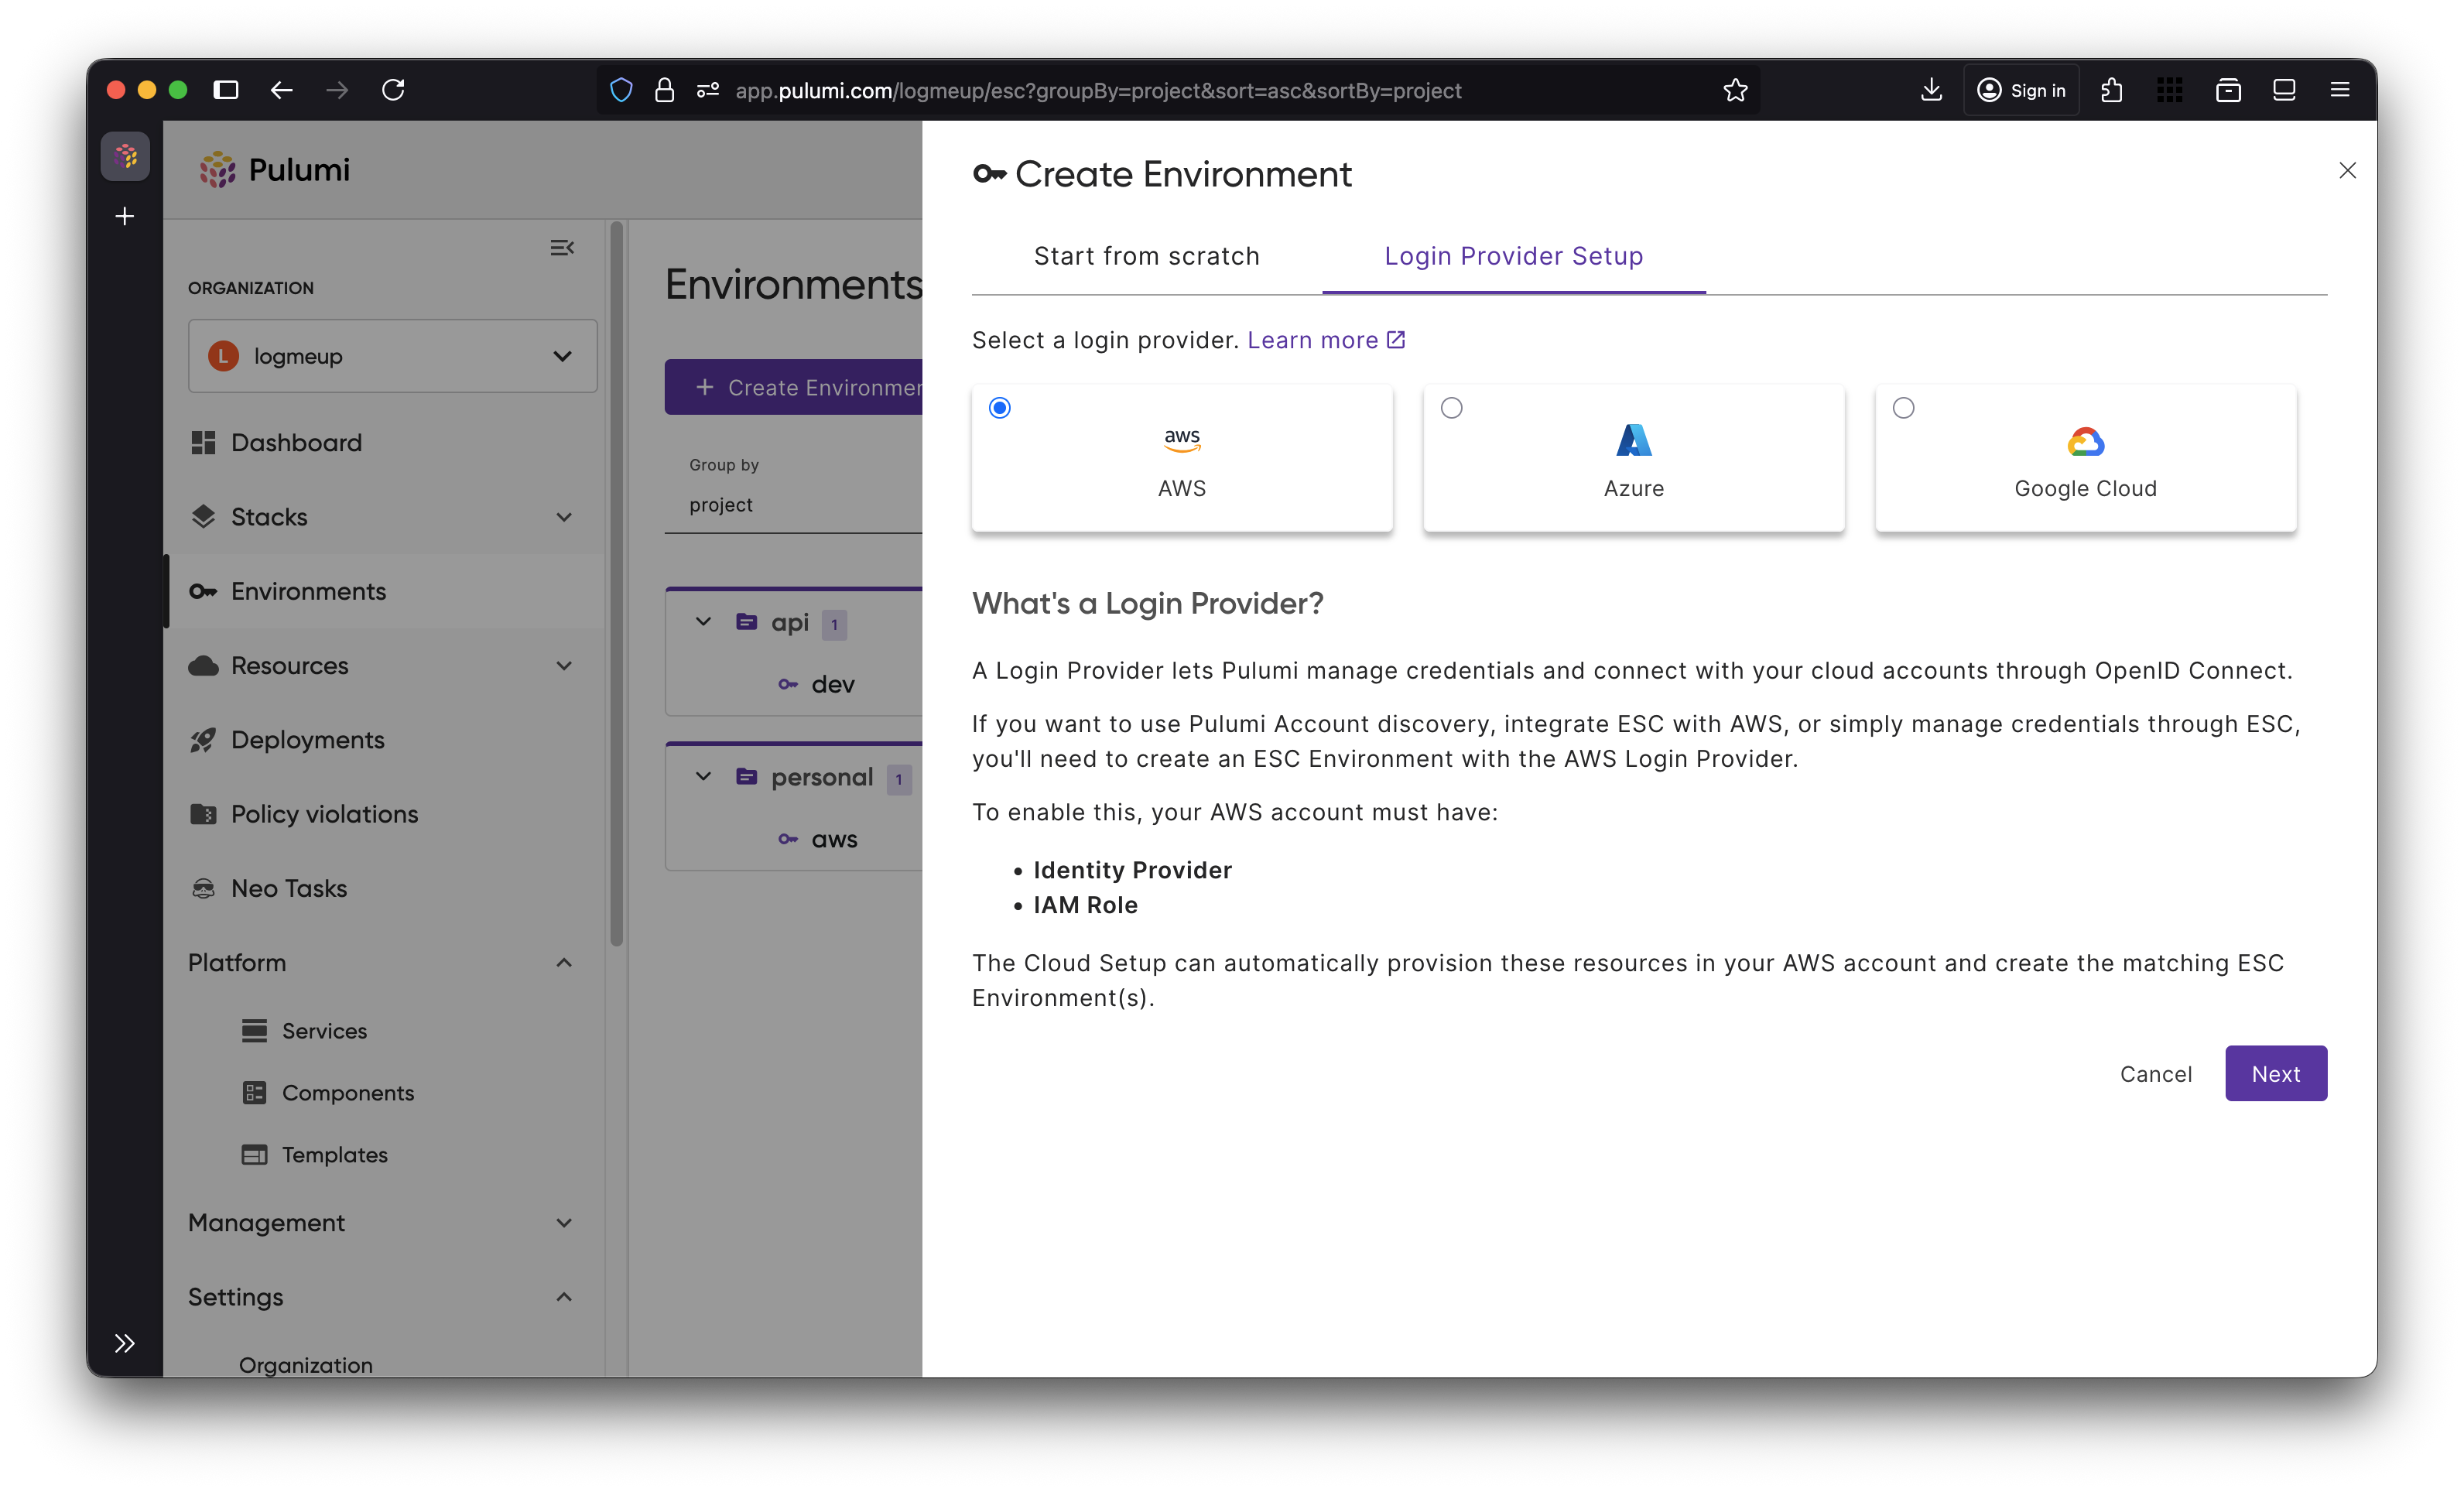 app.pulumi.com/logmeup/esc?groupBy=project&sort=asc&sortBy=project
Sign in
Pulumi
ORGANIZATION
L logmeup
Dashboard
Stacks
Environments
Resources
Deployments
Policy violations
Neo Tasks
Platform
Services
Components
Templates
Management
Settings
Organization
Environments
+ Create Environmen
Group by
project
api 1
dev
personal 1
aws
Create Environment
Start from scratch
Login Provider Setup
Select a login provider. Learn more
aws
AWS
Azure
Google Cloud
What's a Login Provider?
A Login Provider lets Pulumi manage credentials and connect with your cloud accounts through OpenID Connect.
If you want to use Pulumi Account discovery, integrate ESC with AWS, or simply manage credentials through ESC,
you'll need to create an ESC Environment with the AWS Login Provider.
To enable this, your AWS account must have:
• Identity Provider
• IAM Role
The Cloud Setup can automatically provision these resources in your AWS account and create the matching ESC
Environment(s).
Cancel
Next